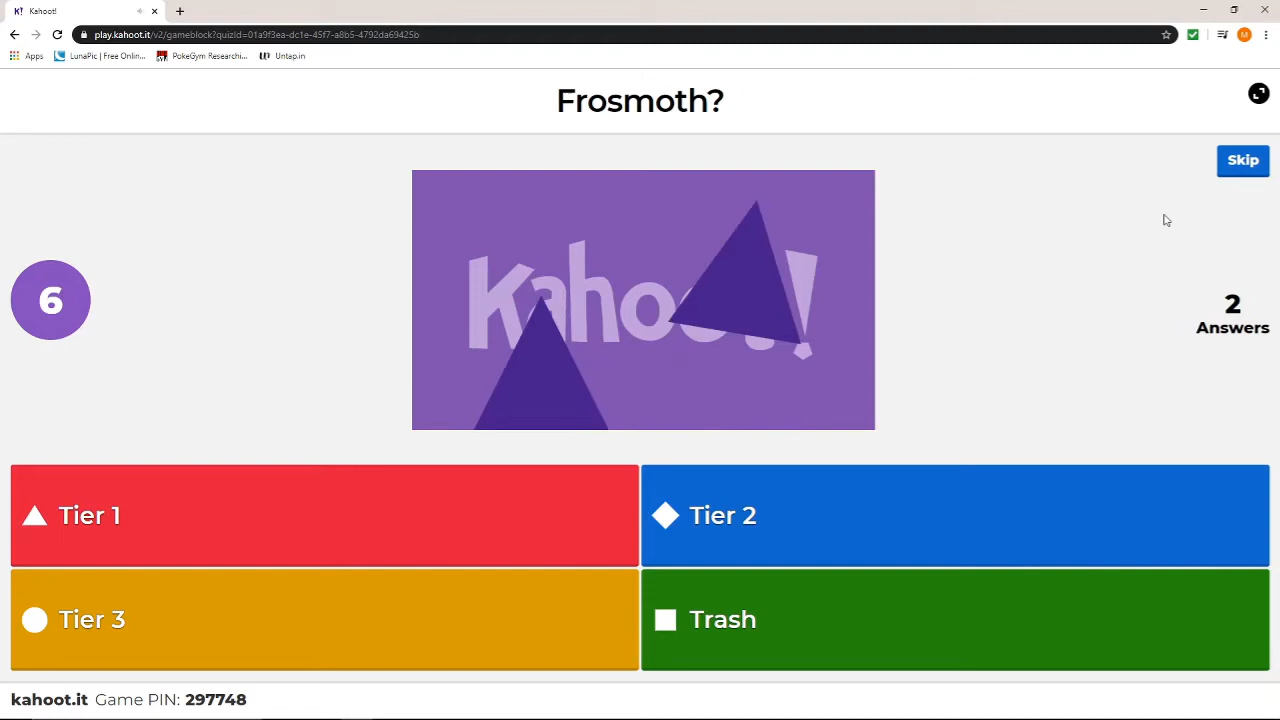 K! Kahoot!
play.kahoot.it/v2/gameblock?quizId=01a9f3ea-dc1e-45f7-a8b5-4792da69425b
M
Apps
LunaPic | Free Onlin...
PokeGym Researchi...
Untap.in
Frosmoth?
Skip
Kahoot!
6
2
Answers
Tier 1
Tier 2
Tier 3
Trash
kahoot.it Game PIN: 297748